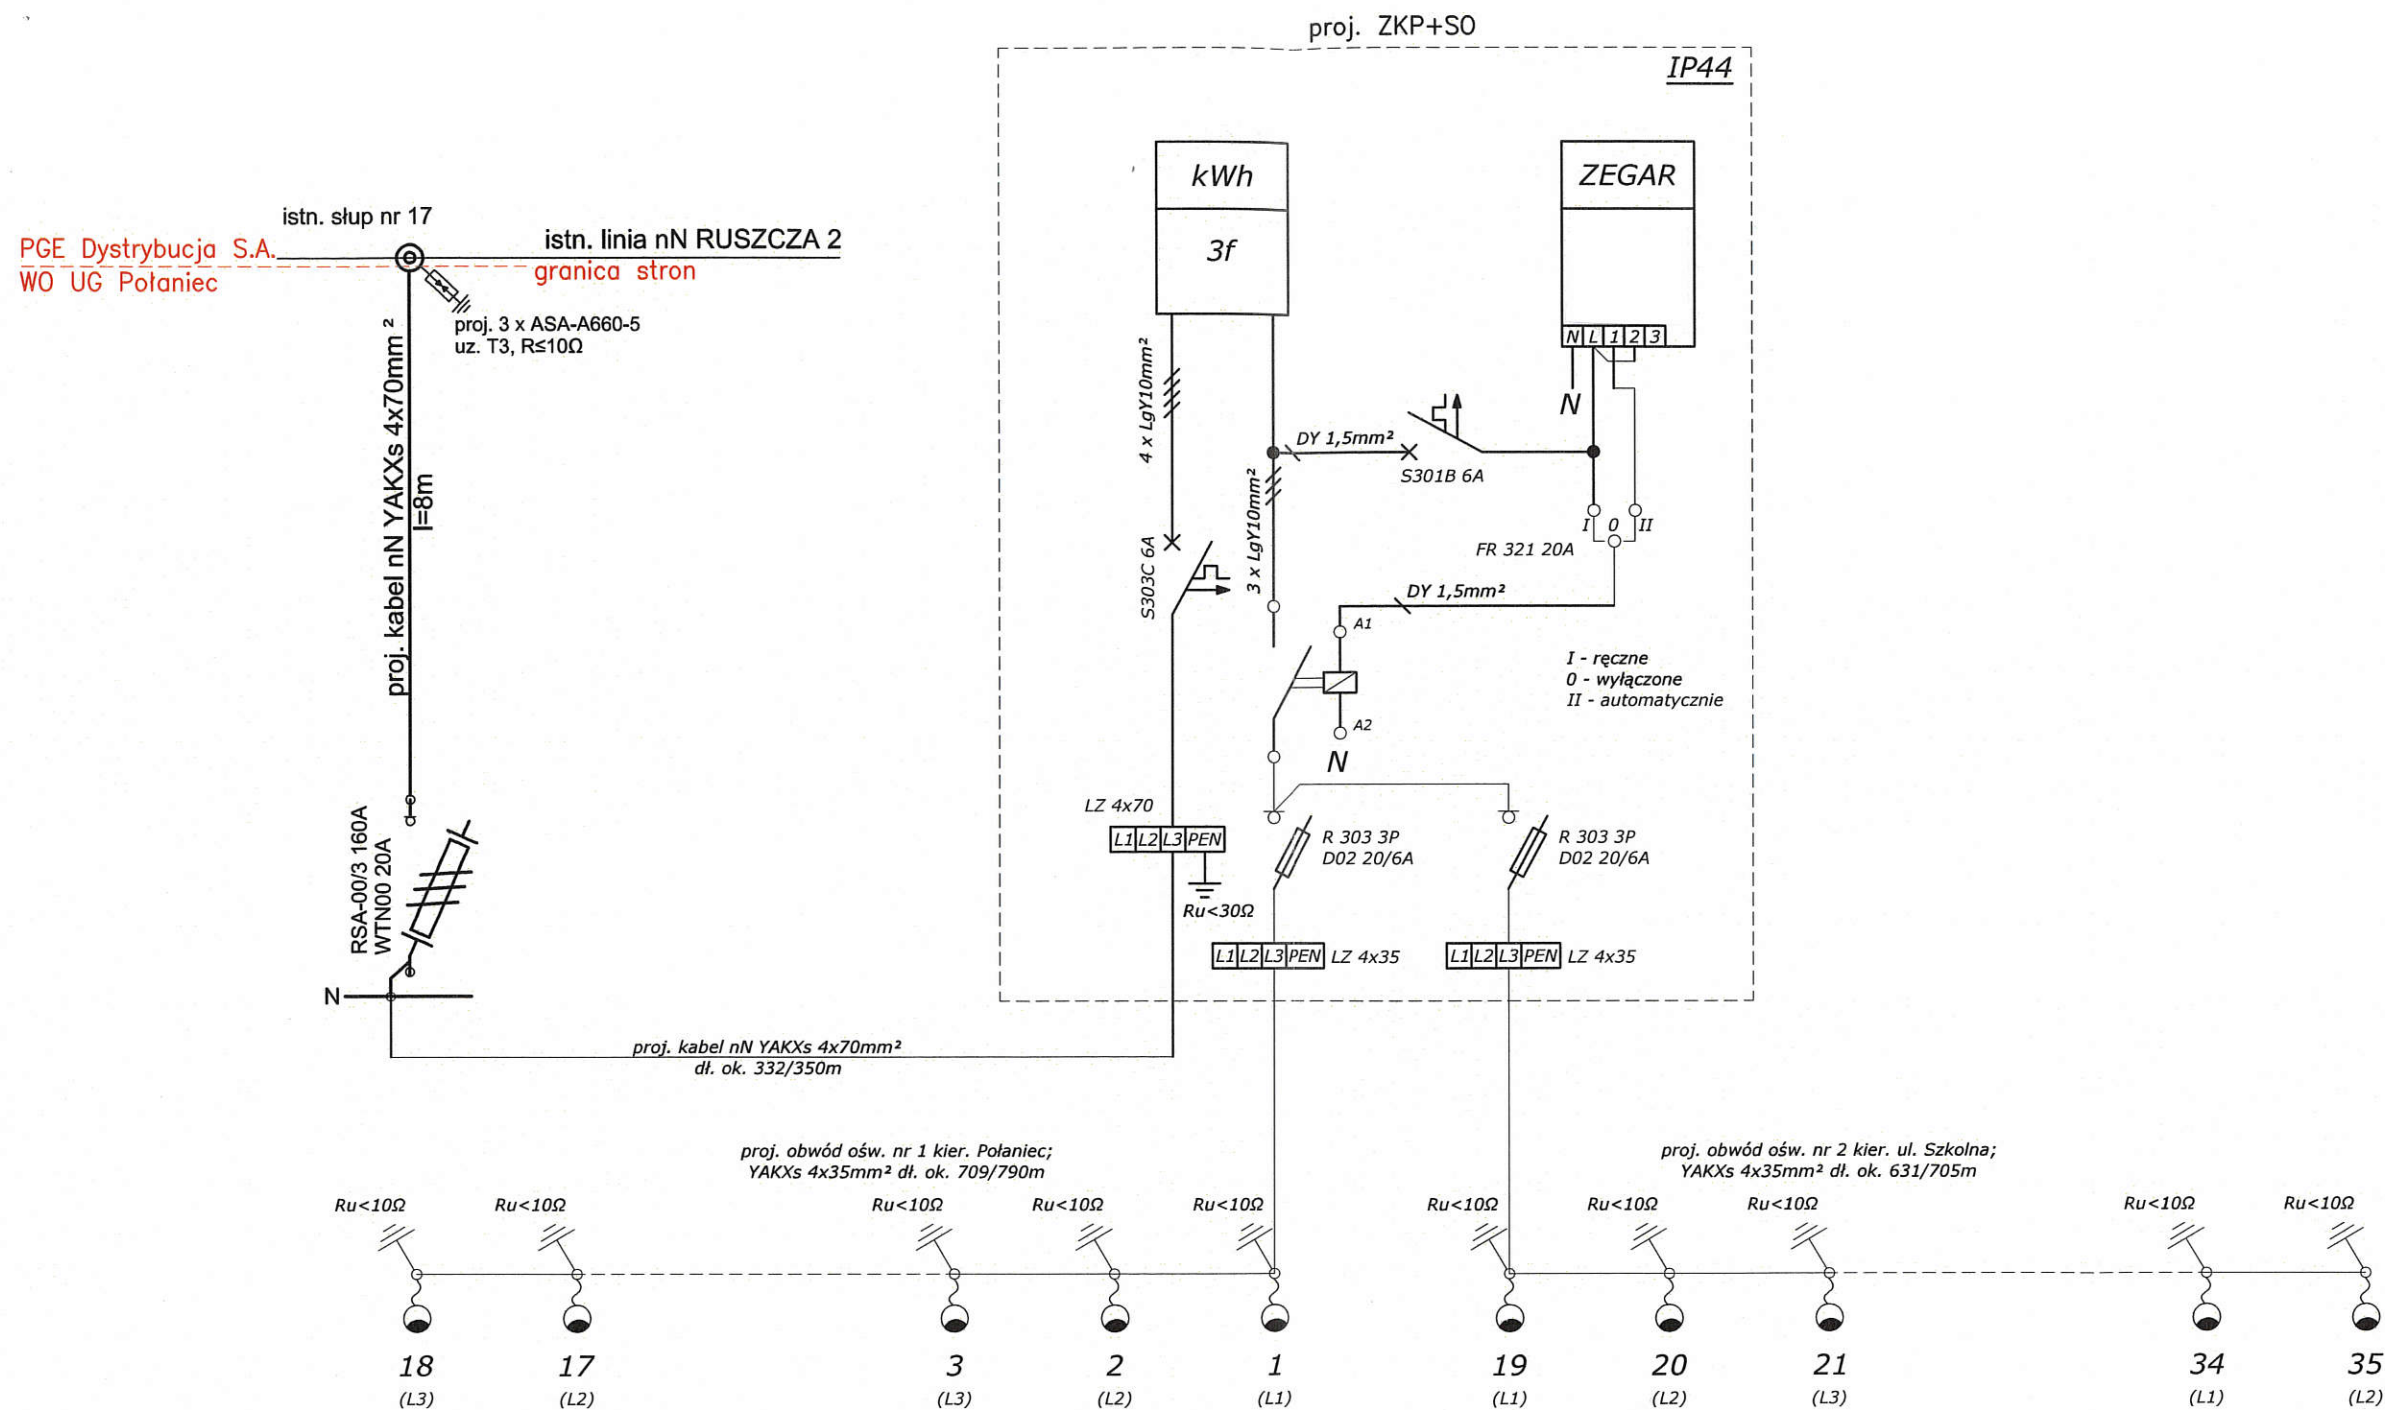 proj. ZKP+SO
IP44
kWh
3f
ZEGAR
N L 1 2 3
N
istn. słup nr 17
PGE Dystrybucja S.A.
WO UG Połaniec
istn. linia nN RUSZCZA 2
granica stron
proj. 3 x ASA-A660-5
uz. T3, R≤10Ω
proj. kabel nN YAKXs 4x70mm²
l=8m
RSA-00/3 160A
WTN00 20A
N
4 x LgY10mm²
S303C 6A
3 x LgY10mm²
DY 1,5mm²
S301B 6A
I 0 II
FR 321 20A
DY 1,5mm²
A1
A2
N
I - ręczne
0 - wyłączone
II - automatycznie
LZ 4x70
L1 L2 L3 PEN
Ru<30Ω
R 303 3P
D02 20/6A
R 303 3P
D02 20/6A
L1 L2 L3 PEN LZ 4x35
L1 L2 L3 PEN LZ 4x35
proj. kabel nN YAKXs 4x70mm²
dł. ok. 332/350m
proj. obwód ośw. nr 1 kier. Połaniec;
YAKXs 4x35mm² dł. ok. 709/790m
proj. obwód ośw. nr 2 kier. ul. Szkolna;
YAKXs 4x35mm² dł. ok. 631/705m
Ru<10Ω Ru<10Ω Ru<10Ω Ru<10Ω Ru<10Ω Ru<10Ω Ru<10Ω Ru<10Ω Ru<10Ω Ru<10Ω
18 17 3 2 1 19 20 21 34 35
(L3) (L2) (L3) (L2) (L1) (L1) (L2) (L3) (L1) (L2)